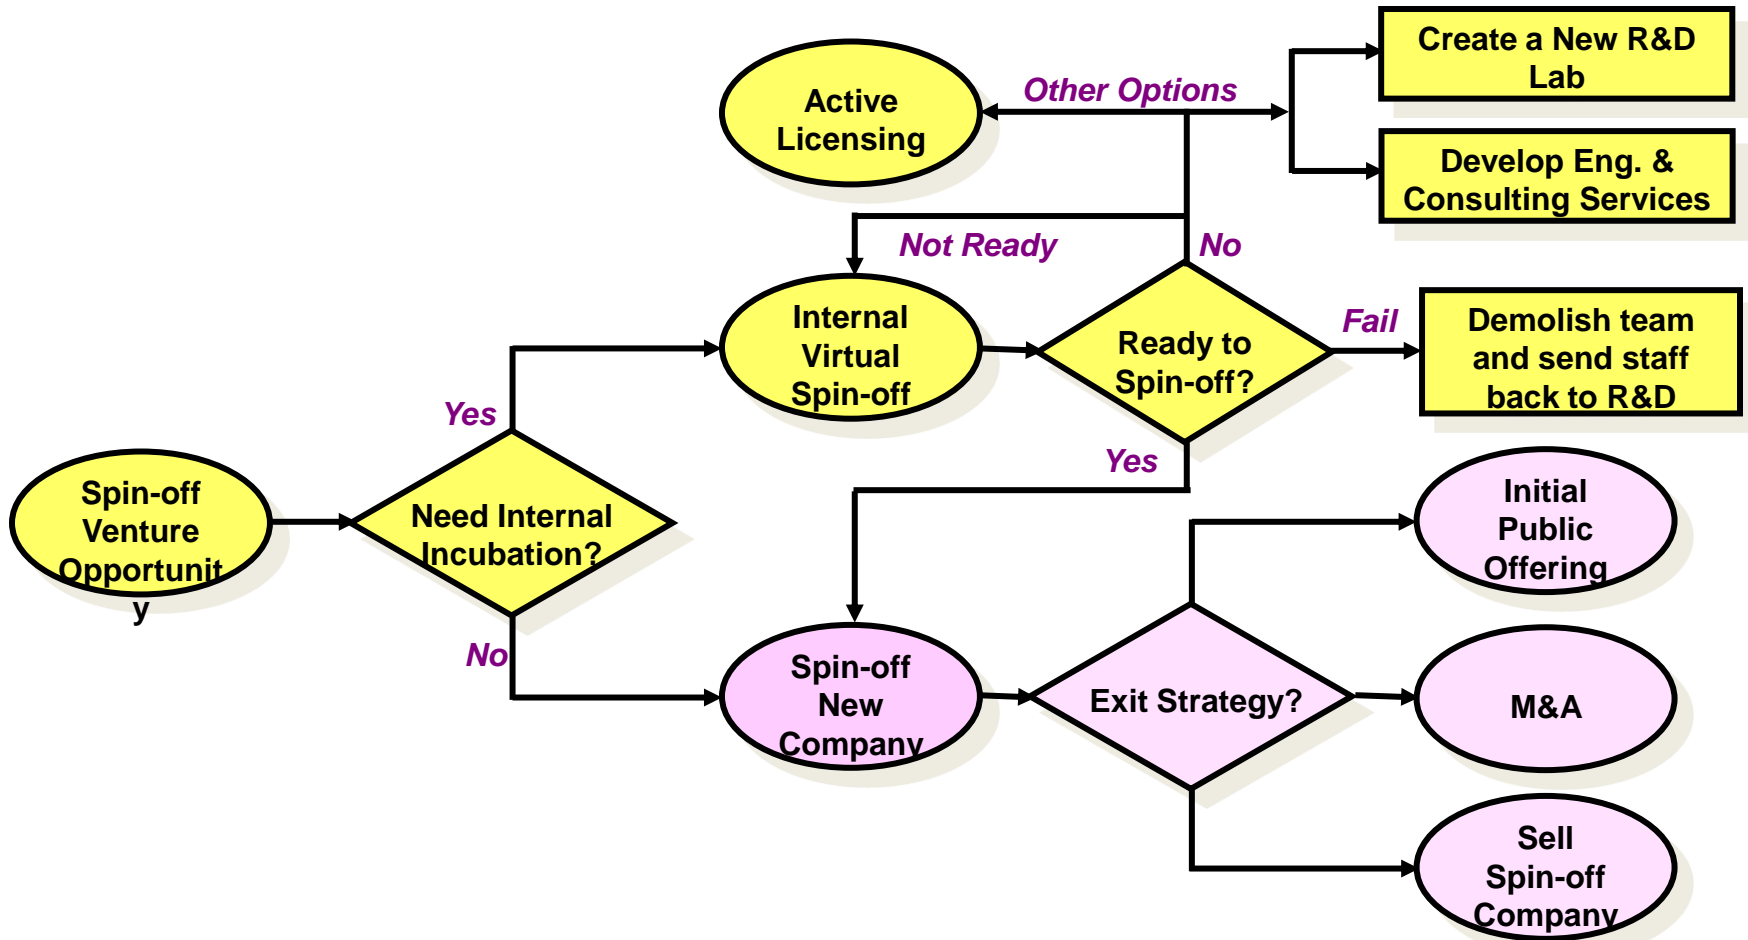 Create a New R&D
Lab
Active
Licensing
Other Options
Develop Eng. &
Consulting Services
Not Ready
No
Internal
Virtual
Spin-off
Ready to
Spin-off?
Fail
Demolish team
and send staff
back to R&D
Yes
Yes
Spin-off
Venture
Opportunit
y
Need Internal
Incubation?
Initial
Public
Offering
No
Spin-off
New
Company
Exit Strategy?
M&A
Sell
Spin-off
Company